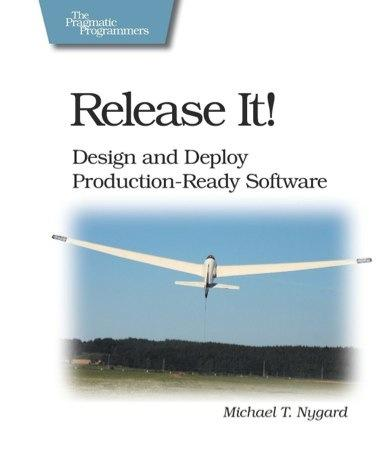 The
Pragmatic
Programmers
Release It!
Design and Deploy
Production-Ready Software
Michael T. Nygard